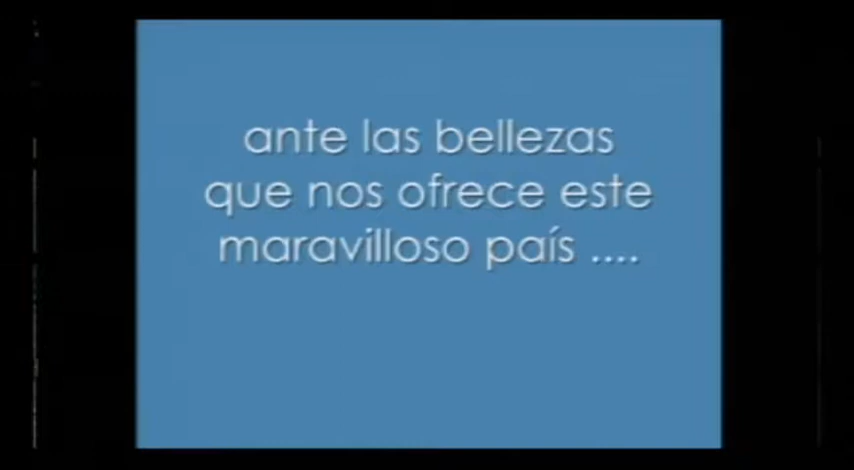 ante las bellezas
que nos ofrece este
maravilloso país ....